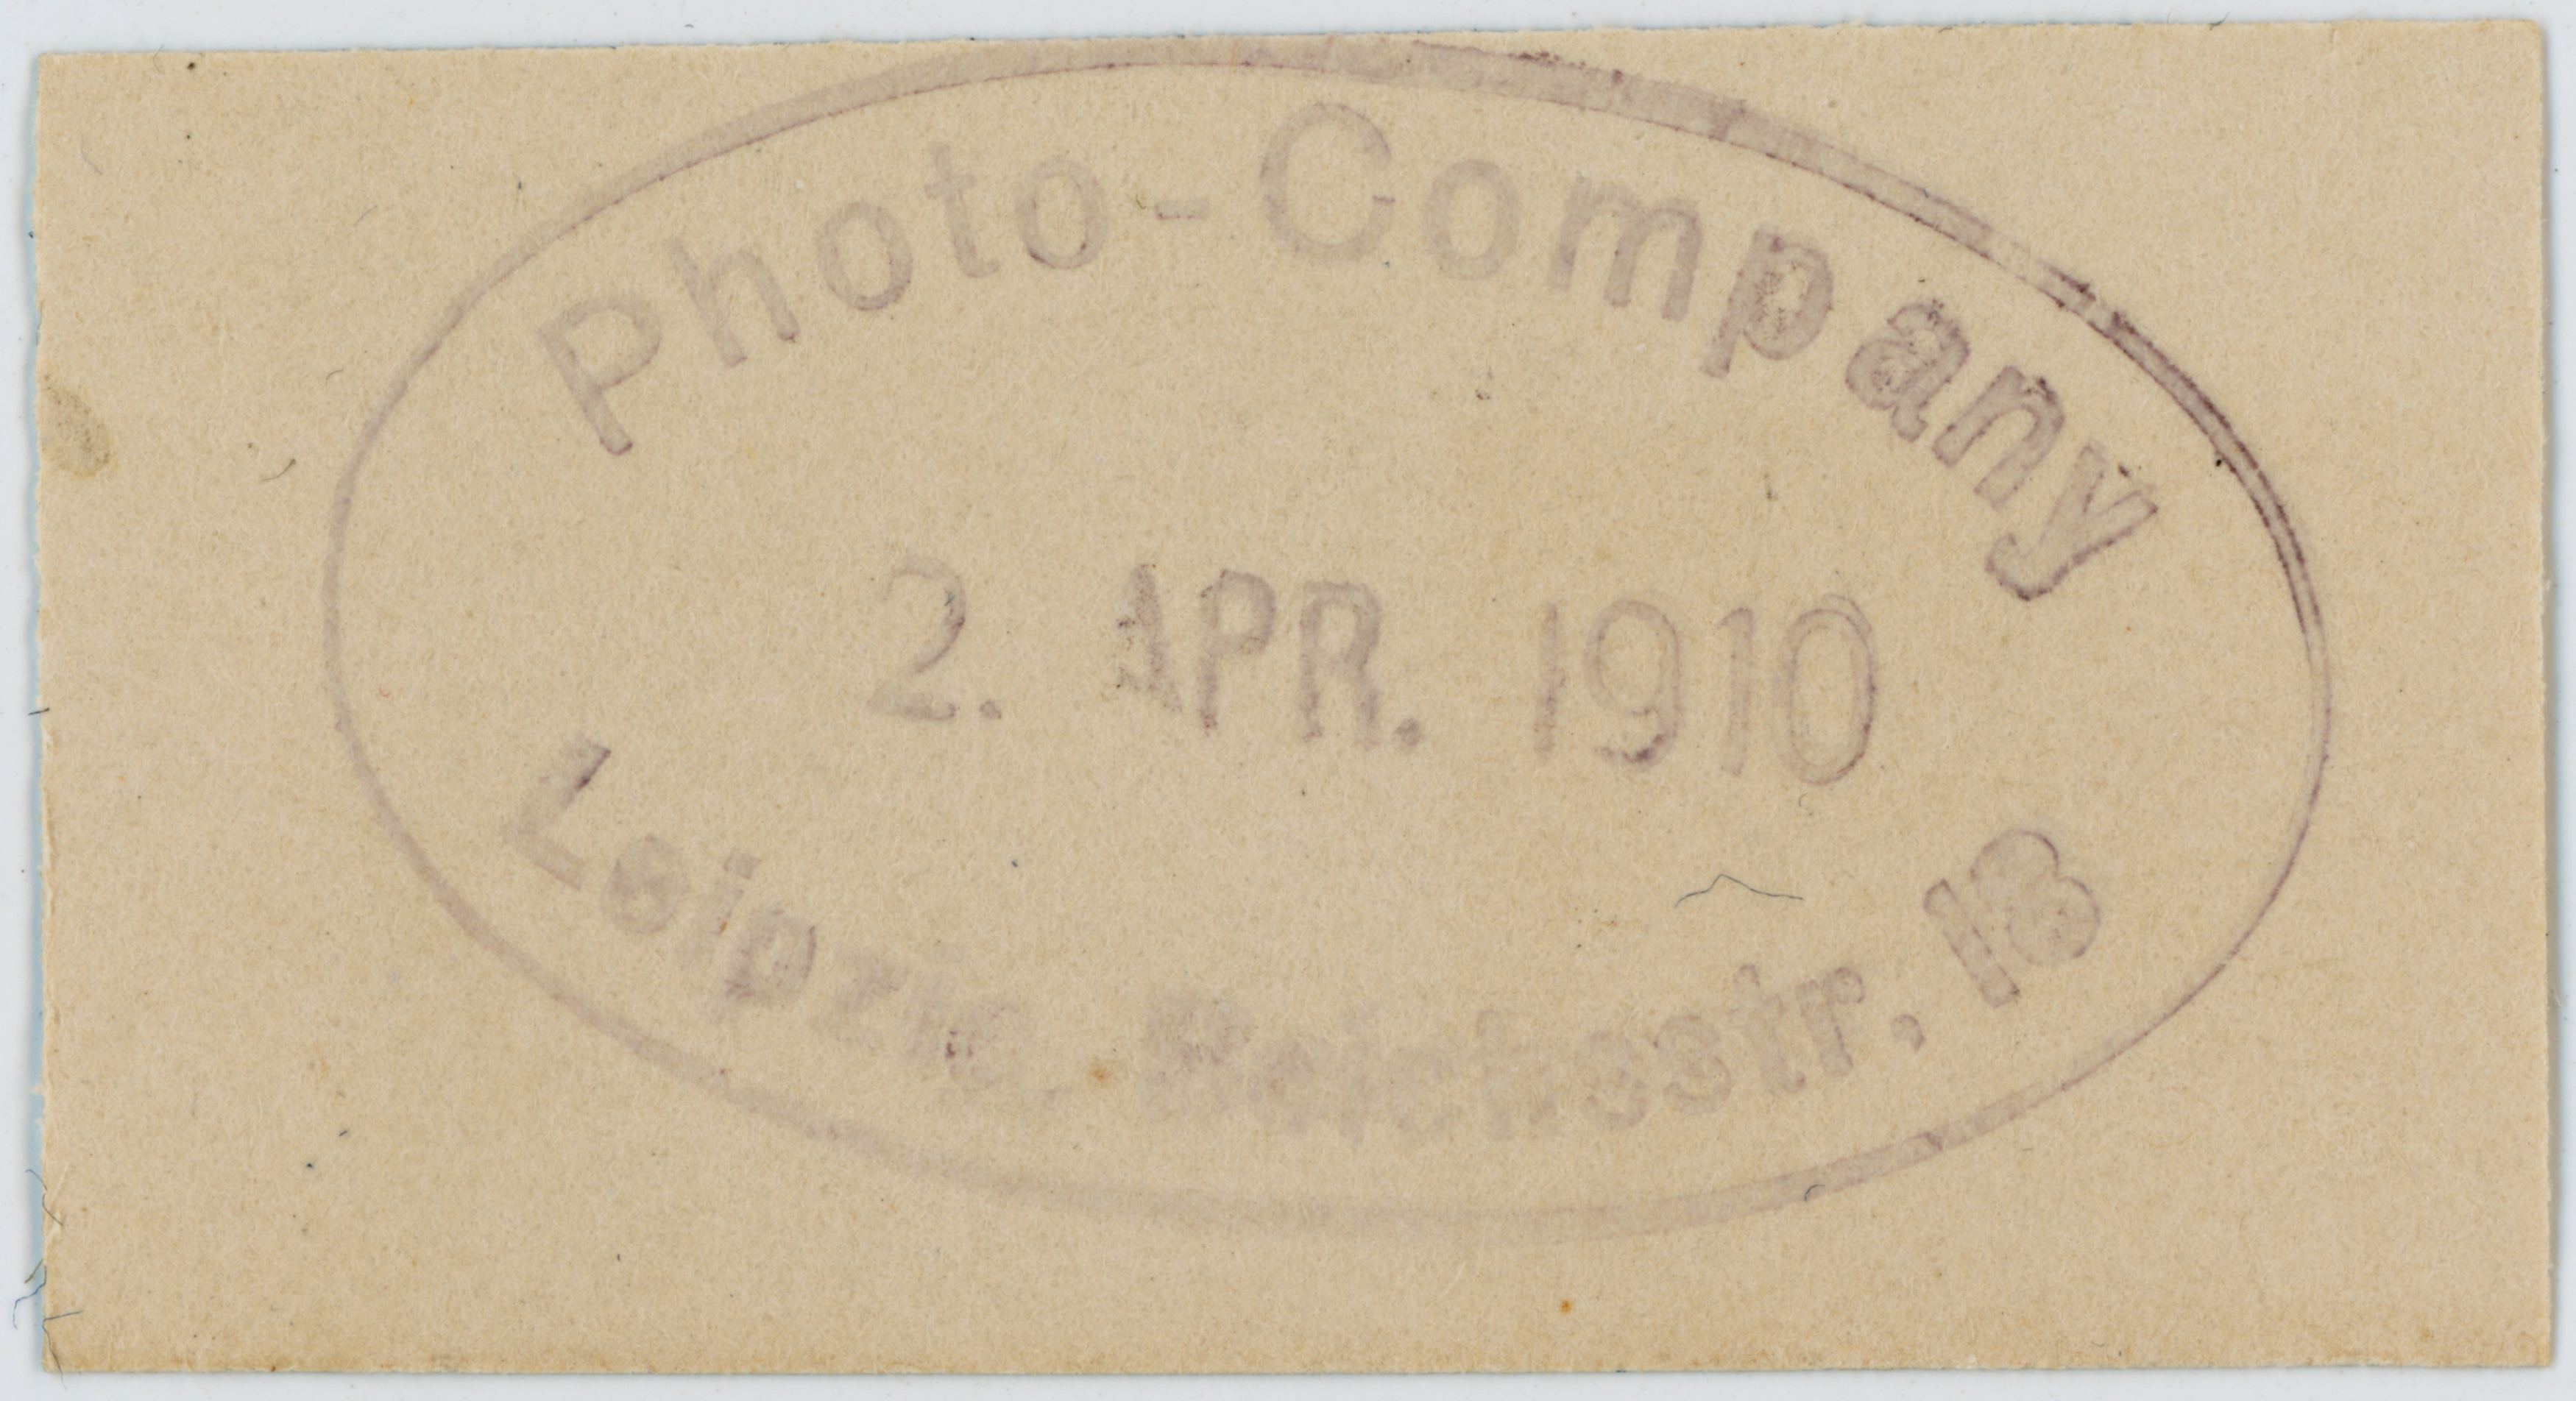 Photo-Company
2. APR. 1910
Leipzig, Reichsstr. 18